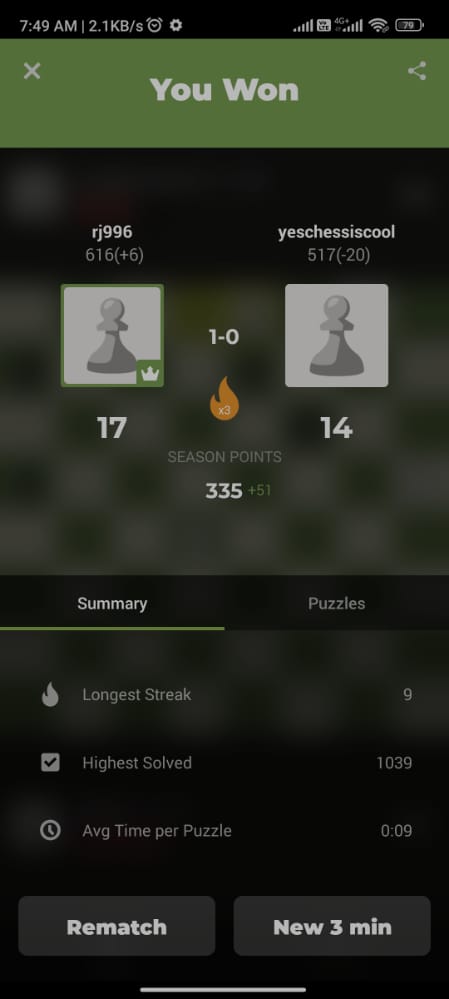 7:49 AM | 2.1KB/s
4G+
79
You Won
rj996
616(+6)
yeschessiscool
517(-20)
1-0
x3
17
14
SEASON POINTS
335 +51
Summary
Puzzles
Longest Streak
9
Highest Solved
1039
Avg Time per Puzzle
0:09
Rematch
New 3 min